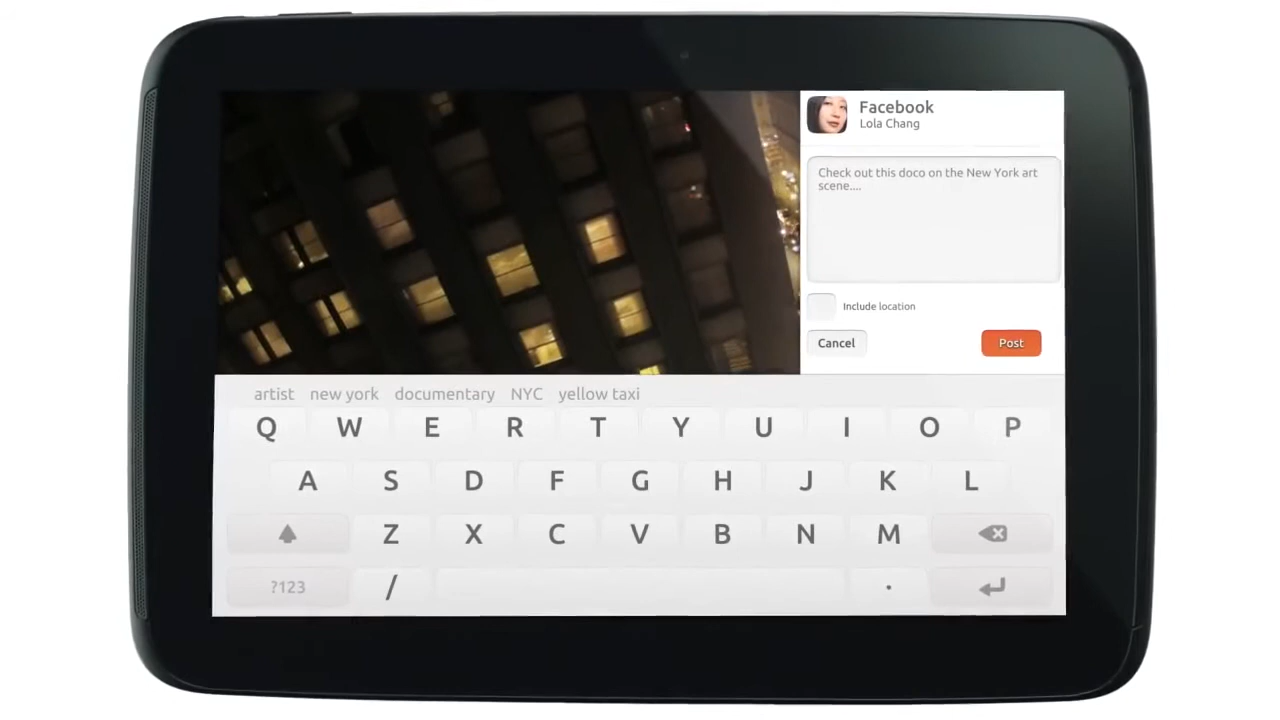 Facebook
Lola Chang
Check out this doco on the New York art
scene....
Include location
Cancel
Post
artist new york documentary NYC yellow taxi
Q W E R T Y U I O P
A S D F G H J K L
Z X C V B N M
?123 / .